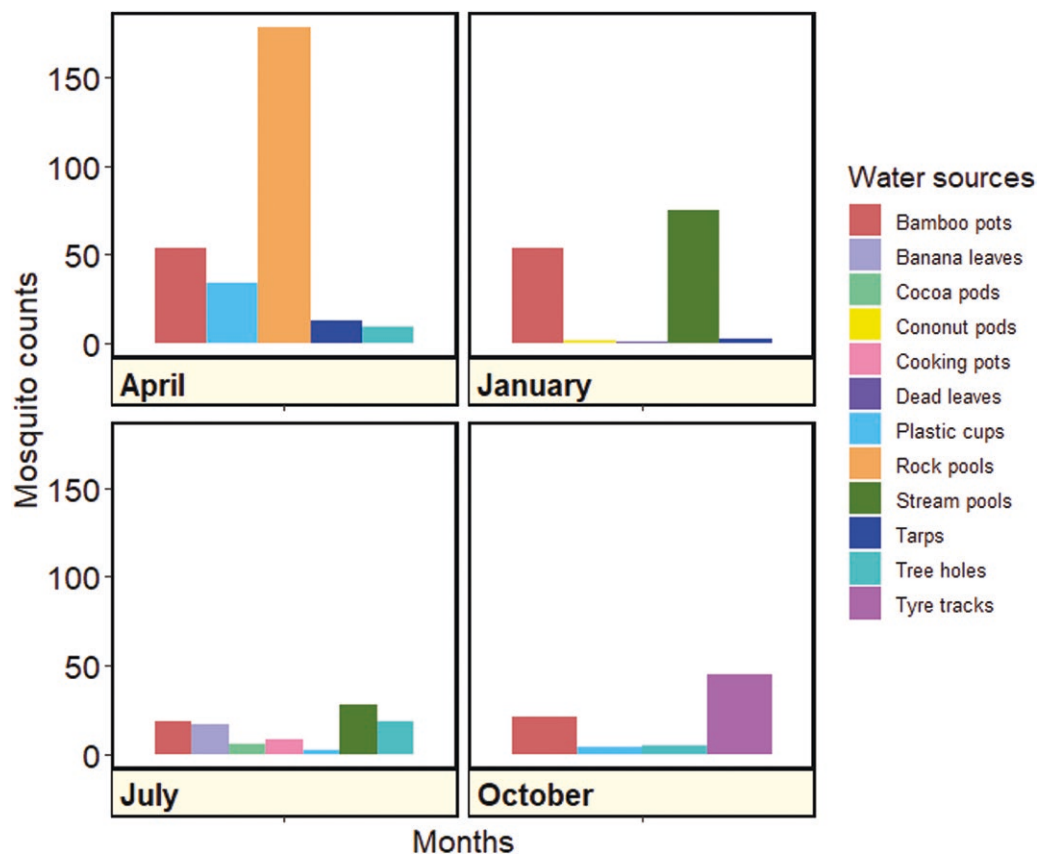 Mosquito counts
150
100
50
0
April
January
150
100
50
0
July
October
Months
Water sources
Bamboo pots
Banana leaves
Cocoa pods
Cononut pods
Cooking pots
Dead leaves
Plastic cups
Rock pools
Stream pools
Tarps
Tree holes
Tyre tracks